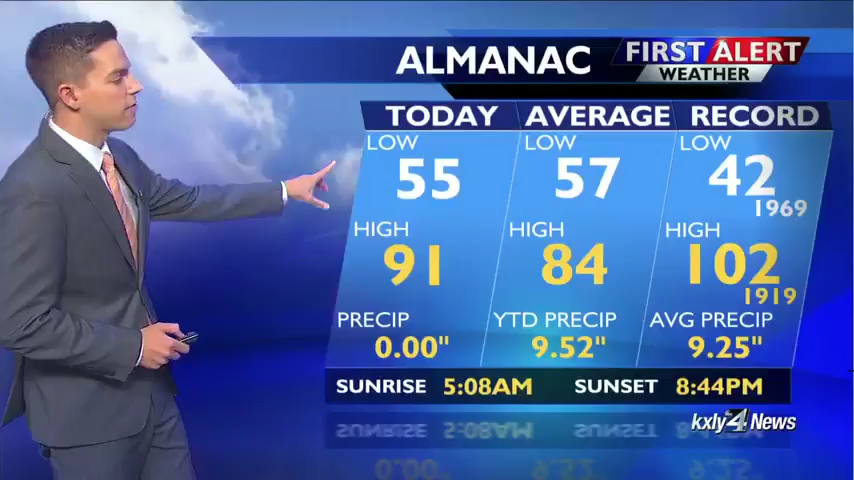 ALMANAC
FIRST ALERT
WEATHER
TODAY AVERAGE RECORD
LOW LOW LOW
55 57 42
1969
HIGH HIGH HIGH
91 84 102
1919
PRECIP YTD PRECIP AVG PRECIP
0.00" 9.52" 9.25"
SUNRISE 5:08AM SUNSET 8:44PM
kxly4 News